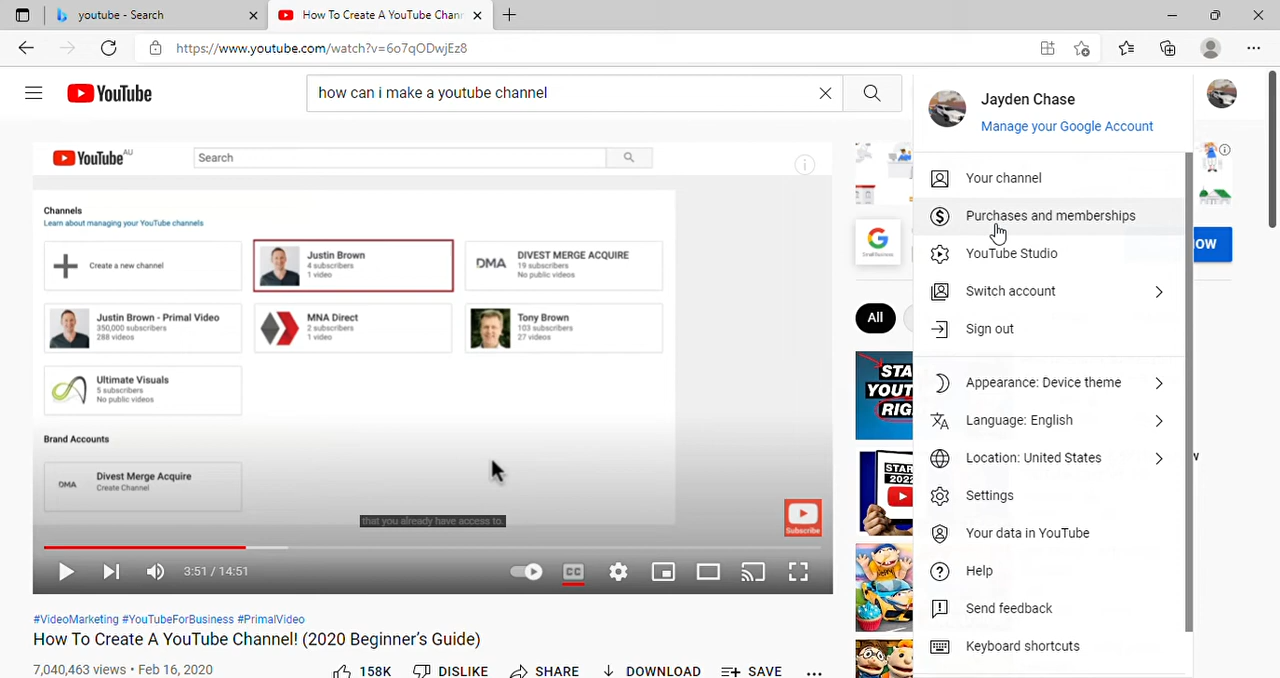 youtube - Search
How To Create A YouTube Chann
https://www.youtube.com/watch?v=6o7qODwjEz8
YouTube
how can i make a youtube channel
YouTube AU
Search
Channels
Learn about managing your YouTube channels
Create a new channel
Justin Brown
4 subscribers
1 video
DMA
DIVEST MERGE ACQUIRE
19 subscribers
No public videos
Justin Brown - Primal Video
350,000 subscribers
288 videos
MNA Direct
2 subscribers
1 video
Tony Brown
103 subscribers
27 videos
Ultimate Visuals
5 subscribers
No public videos
Brand Accounts
DMA
Divest Merge Acquire
Create Channel
that you already have access to.
Subscribe
3:51 / 14:51
CC
#VideoMarketing #YouTubeForBusiness #PrimalVideo
How To Create A YouTube Channel! (2020 Beginner's Guide)
7,040,463 views • Feb 16, 2020
158K
DISLIKE
SHARE
DOWNLOAD
SAVE
All
Jayden Chase
Manage your Google Account
Your channel
Purchases and memberships
YouTube Studio
Switch account
Sign out
Appearance: Device theme
Language: English
Location: United States
Settings
Your data in YouTube
Help
Send feedback
Keyboard shortcuts
OW